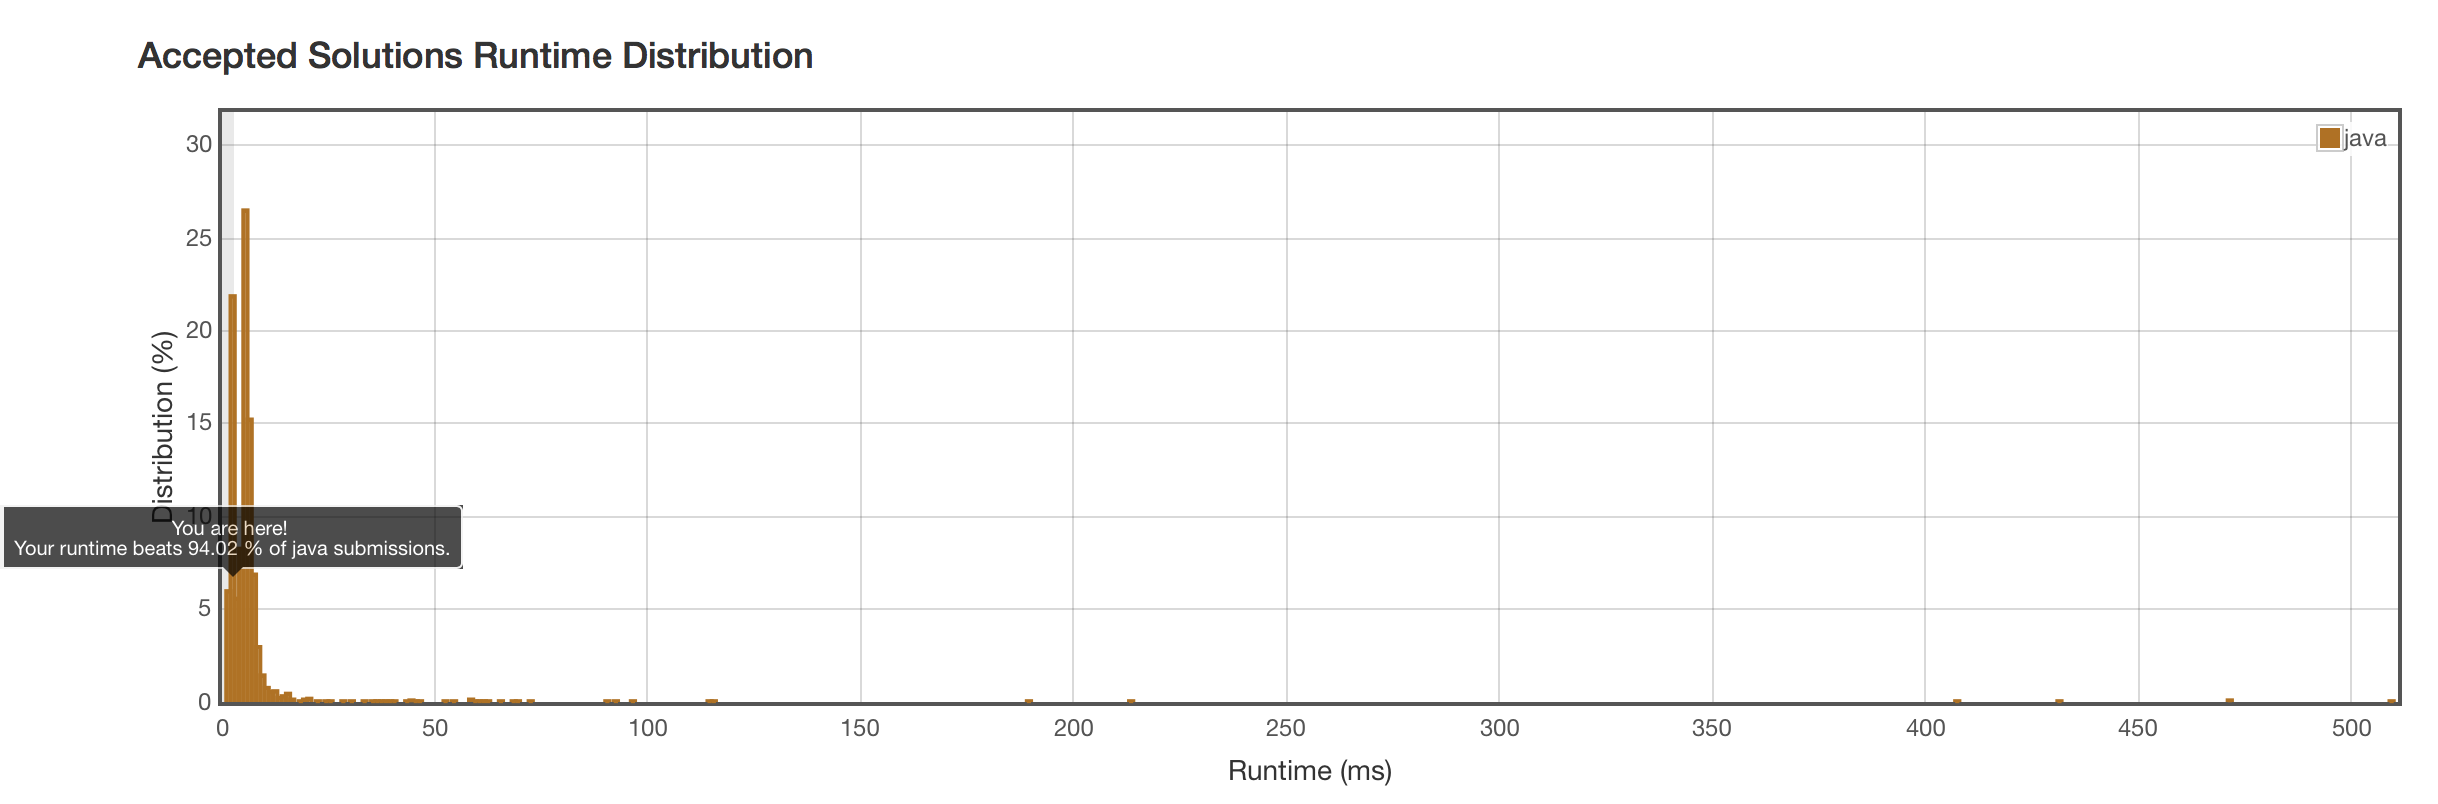 Accepted Solutions Runtime Distribution
java
Distribution (%)
30
25
20
15
10
5
0
You are here!
Your runtime beats 94.02 % of java submissions.
0 50 100 150 200 250 300 350 400 450 500
Runtime (ms)